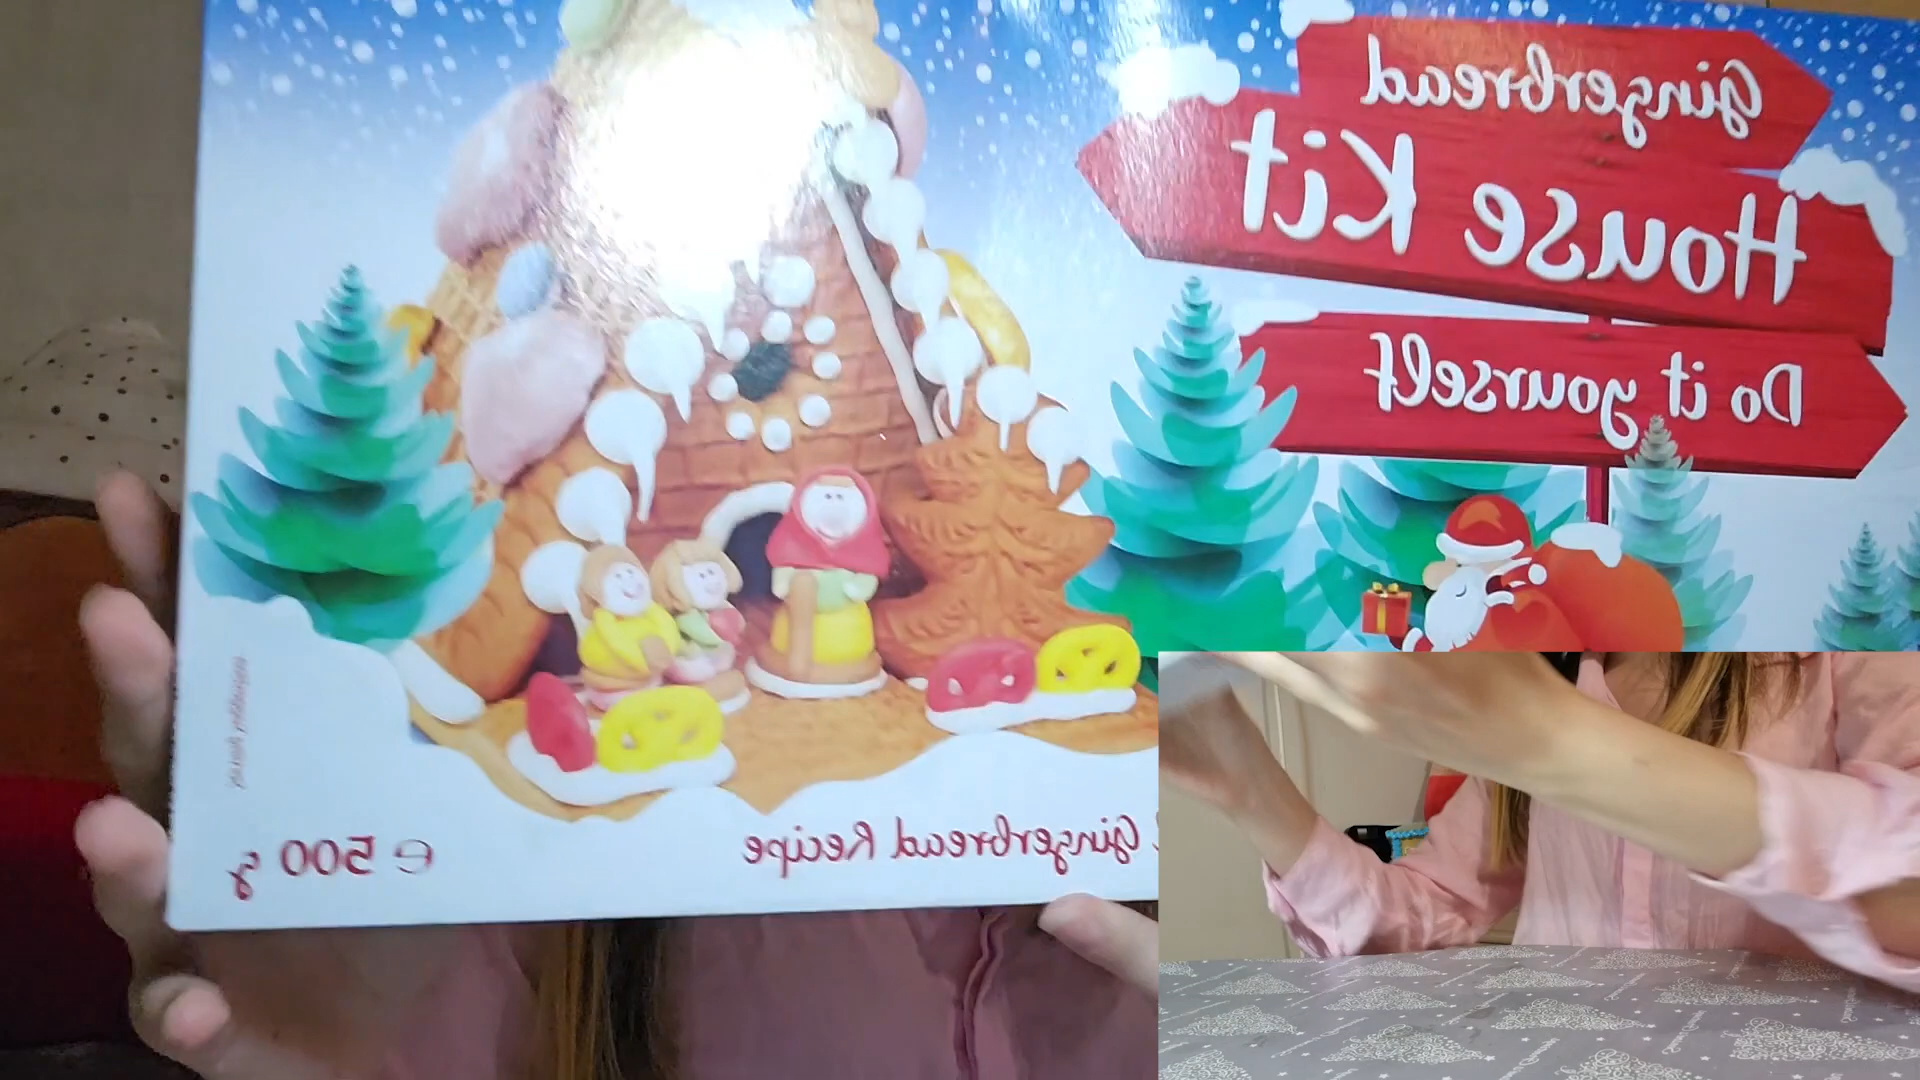 Gingerbread
House Kit
Do it yourself
Gingerbread Recipe
e 500 g